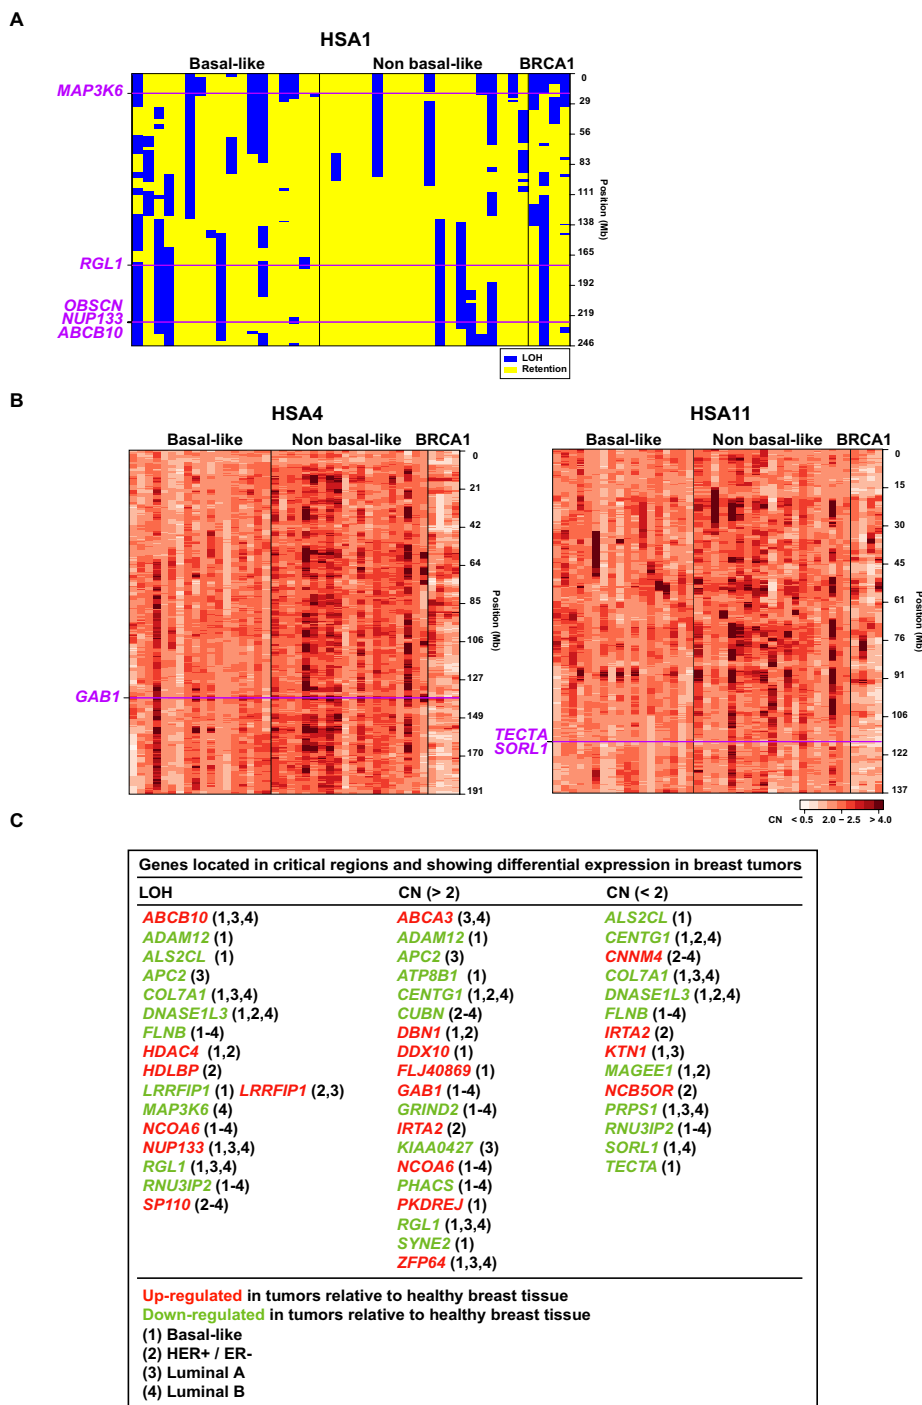 A
HSA1
Basal-like Non basal-like BRCA1
MAP3K6
RGL1
OBSCN
NUP133
ABCB10
0
29
56
83
111
138
165
192
219
246
Position (Mb)
LOH
Retention
B
HSA4
Basal-like Non basal-like BRCA1
GAB1
0
21
42
64
85
106
127
149
170
191
Position (Mb)
HSA11
Basal-like Non basal-like BRCA1
TECTA
SORL1
0
15
30
45
61
76
91
106
122
137
Position (Mb)
CN < 0.5 2.0 – 2.5 > 4.0
C
Genes located in critical regions and showing differential expression in breast tumors
LOH CN (> 2) CN (< 2)
ABCB10 (1,3,4) ABCA3 (3,4) ALS2CL (1)
ADAM12 (1) ADAM12 (1) CENTG1 (1,2,4)
ALS2CL (1) APC2 (3) CNNM4 (2-4)
APC2 (3) ATP8B1 (1) COL7A1 (1,3,4)
COL7A1 (1,3,4) CENTG1 (1,2,4) DNASE1L3 (1,2,4)
DNASE1L3 (1,2,4) CUBN (2-4) FLNB (1-4)
FLNB (1-4) DBN1 (1,2) IRTA2 (2)
HDAC4 (1,2) DDX10 (1) KTN1 (1,3)
HDLBP (2) FLJ40869 (1) MAGEE1 (1,2)
LRRFIP1 (1) LRRFIP1 (2,3) GAB1 (1-4) NCB5OR (2)
MAP3K6 (4) GRIND2 (1-4) PRPS1 (1,3,4)
NCOA6 (1-4) IRTA2 (2) RNU3IP2 (1-4)
NUP133 (1,3,4) KIAA0427 (3) SORL1 (1,4)
RGL1 (1,3,4) NCOA6 (1-4) TECTA (1)
RNU3IP2 (1-4) PHACS (1-4)
SP110 (2-4) PKDREJ (1)
RGL1 (1,3,4)
SYNE2 (1)
ZFP64 (1,3,4)
Up-regulated in tumors relative to healthy breast tissue
Down-regulated in tumors relative to healthy breast tissue
(1) Basal-like
(2) HER+ / ER-
(3) Luminal A
(4) Luminal B